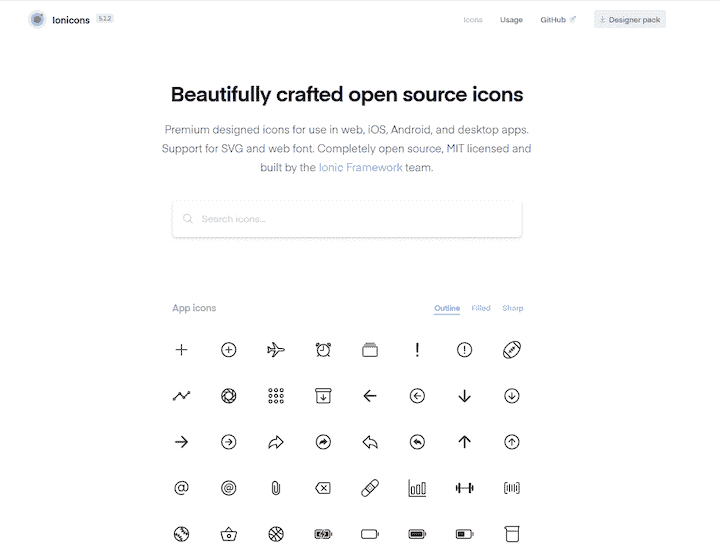 Ionicons 5.1.2 Icons Usage GitHub Designer pack
Beautifully crafted open source icons
Premium designed icons for use in web, iOS, Android, and desktop apps.
Support for SVG and web font. Completely open source, MIT licensed and
built by the Ionic Framework team.
Search icons...
App icons Outline Filled Sharp